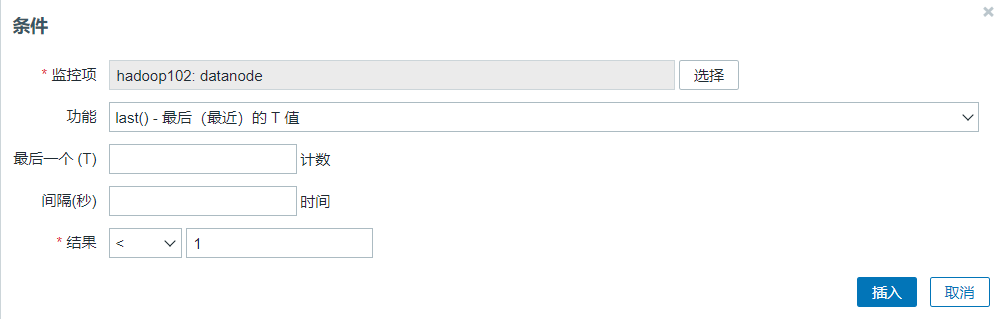 条件
* 监控项 hadoop102: datanode 选择
功能 last() - 最后（最近）的 T 值
最后一个 (T) 计数
间隔(秒) 时间
* 结果 < 1
插入 取消